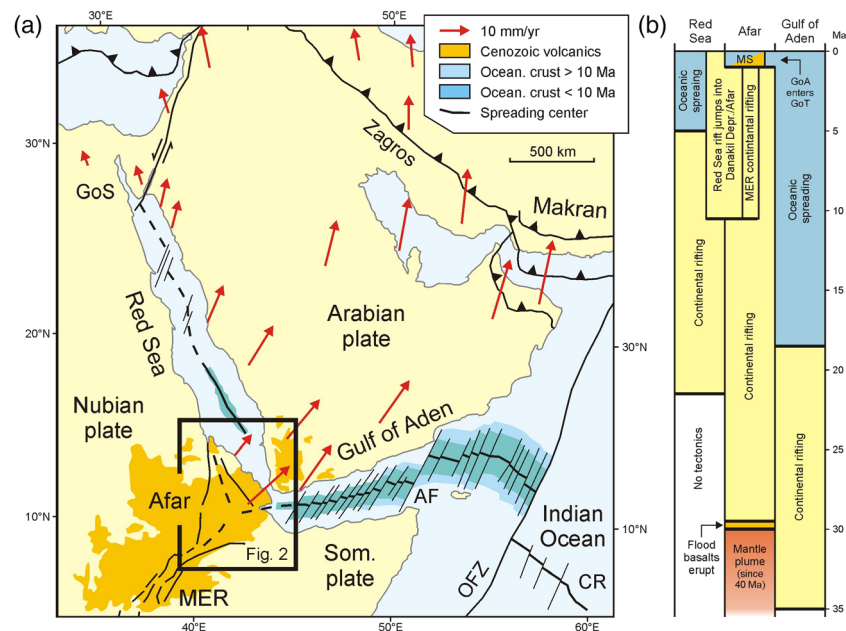 (a)
30°E
50°E
10 mm/yr
Cenozoic volcanics
Ocean. crust > 10 Ma
Ocean. crust < 10 Ma
Spreading center
500 km
30°N
GoS
Zagros
Makran
Red Sea
Arabian
plate
20°N
30°N
Nubian
plate
Gulf of Aden
Afar
AF
10°N
10°N
Indian
Ocean
Fig. 2
Som.
plate
MER
OFZ
CR
40°E
50°E
60°E
(b)
Red
Sea
Afar
Gulf of
Aden
Ma
0
5
10
15
20
25
30
35
Oceanic
spreaing
Continental rifting
No tectonics
Flood
basalts
erupt
MS
Red Sea rift jumps into
Danakil Depr./Afar
MER contintantal rifting
Continental rifting
Mantle
plume
(since
40 Ma)
GoA
enters
GoT
Oceanic spreading
Continental rifting